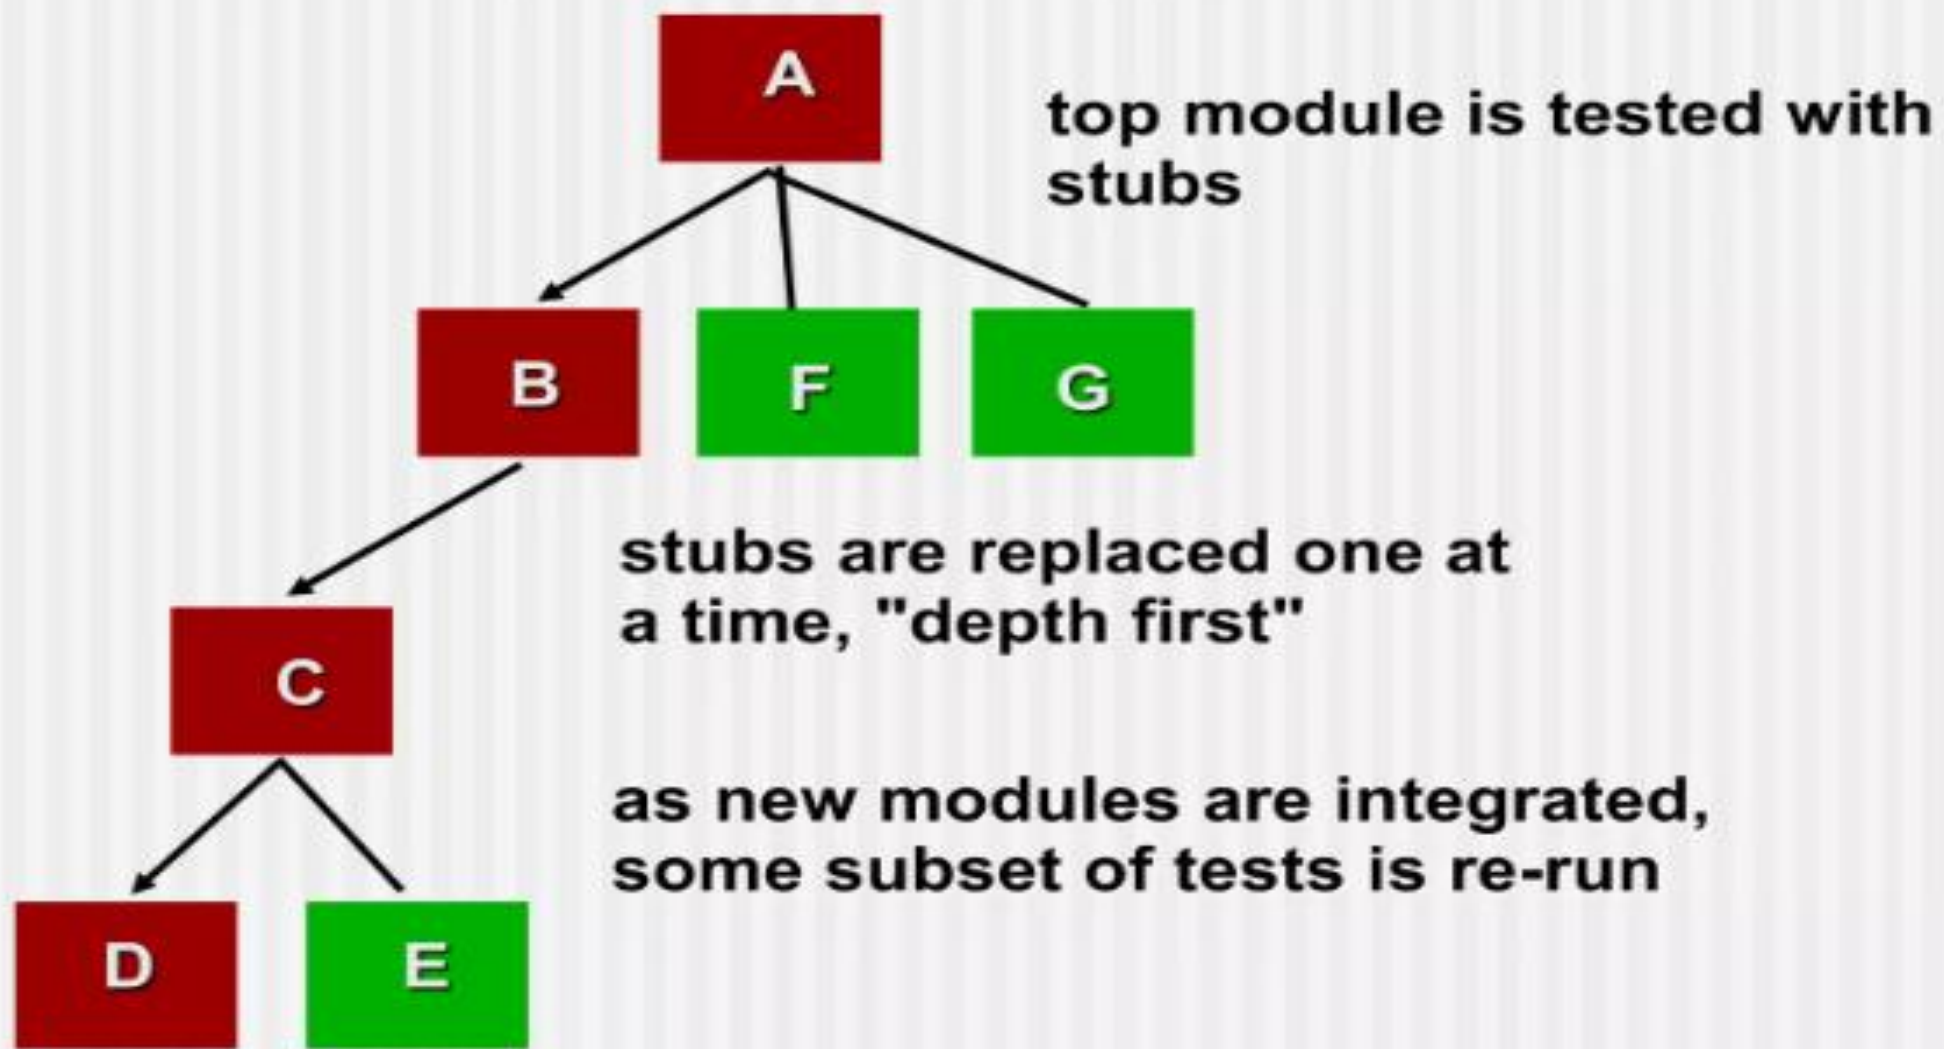 A
top module is tested with
stubs
B
F
G
stubs are replaced one at
a time, "depth first"
C
as new modules are integrated,
some subset of tests is re-run
D
E